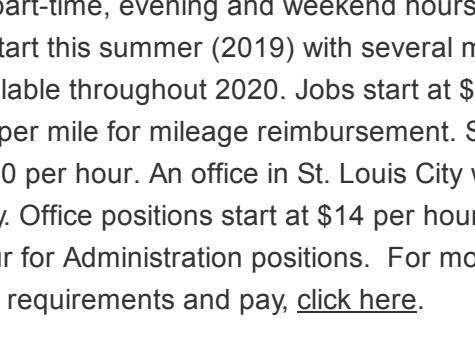 part-time, evening and weekend hours
tart this summer (2019) with several m
lable throughout 2020. Jobs start at $
per mile for mileage reimbursement. S
0 per hour. An office in St. Louis City w
y. Office positions start at $14 per hour
ur for Administration positions.  For mo
requirements and pay, click here.